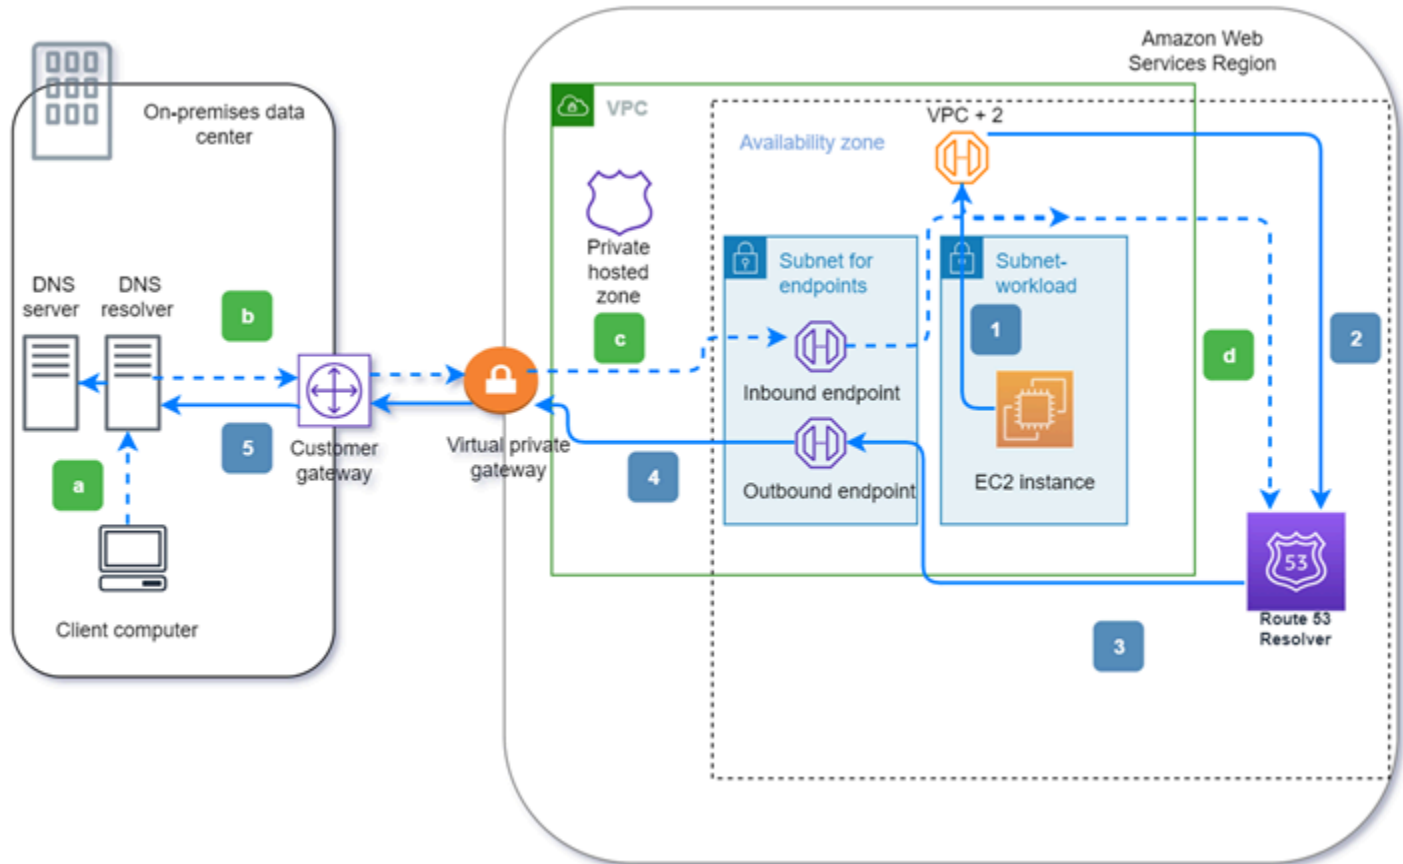 Amazon Web
Services Region
On-premises data
center
VPC
VPC + 2
Availability zone
Private
hosted
zone
Subnet for
endpoints
Subnet-
workload
DNS
server
DNS
resolver
b
c
1
d
2
Inbound endpoint
5
Customer
gateway
Virtual private
gateway
4
a
Outbound endpoint
EC2 instance
53
Route 53
Resolver
Client computer
3